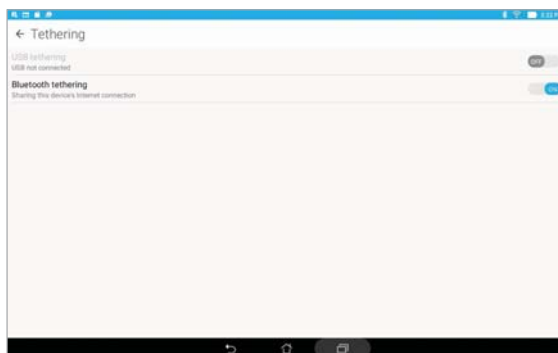 ← Tethering
USB tethering
USB not connected
OFF
Bluetooth tethering
Sharing this device's Internet connection
ON